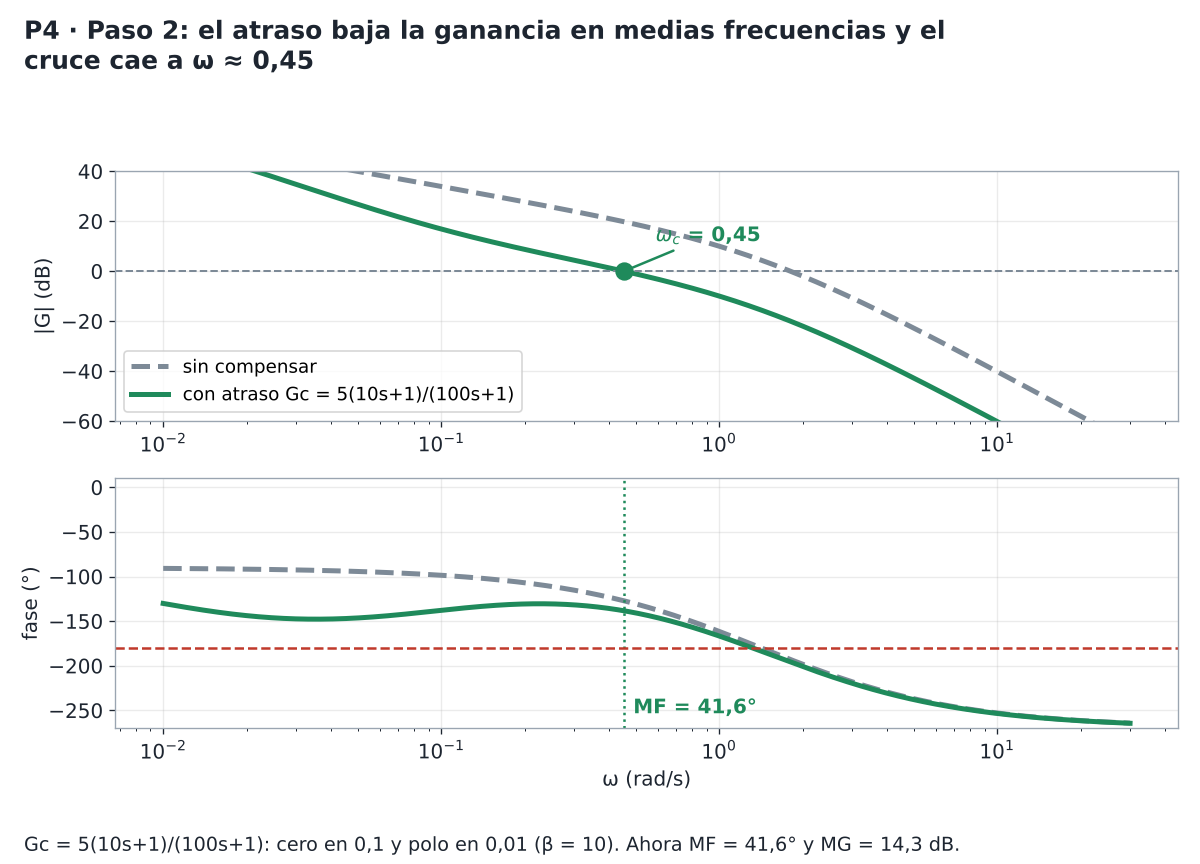 P4 · Paso 2: el atraso baja la ganancia en medias frecuencias y el
cruce cae a ω ≈ 0,45
40
20
0
−20
−40
−60
|G| (dB)
ωc = 0,45
sin compensar
con atraso Gc = 5(10s+1)/(100s+1)
10⁻² 10⁻¹ 10⁰ 10¹
0
−50
−100
−150
−200
−250
fase (°)
MF = 41,6°
10⁻² 10⁻¹ 10⁰ 10¹
ω (rad/s)
Gc = 5(10s+1)/(100s+1): cero en 0,1 y polo en 0,01 (β = 10). Ahora MF = 41,6° y MG = 14,3 dB.